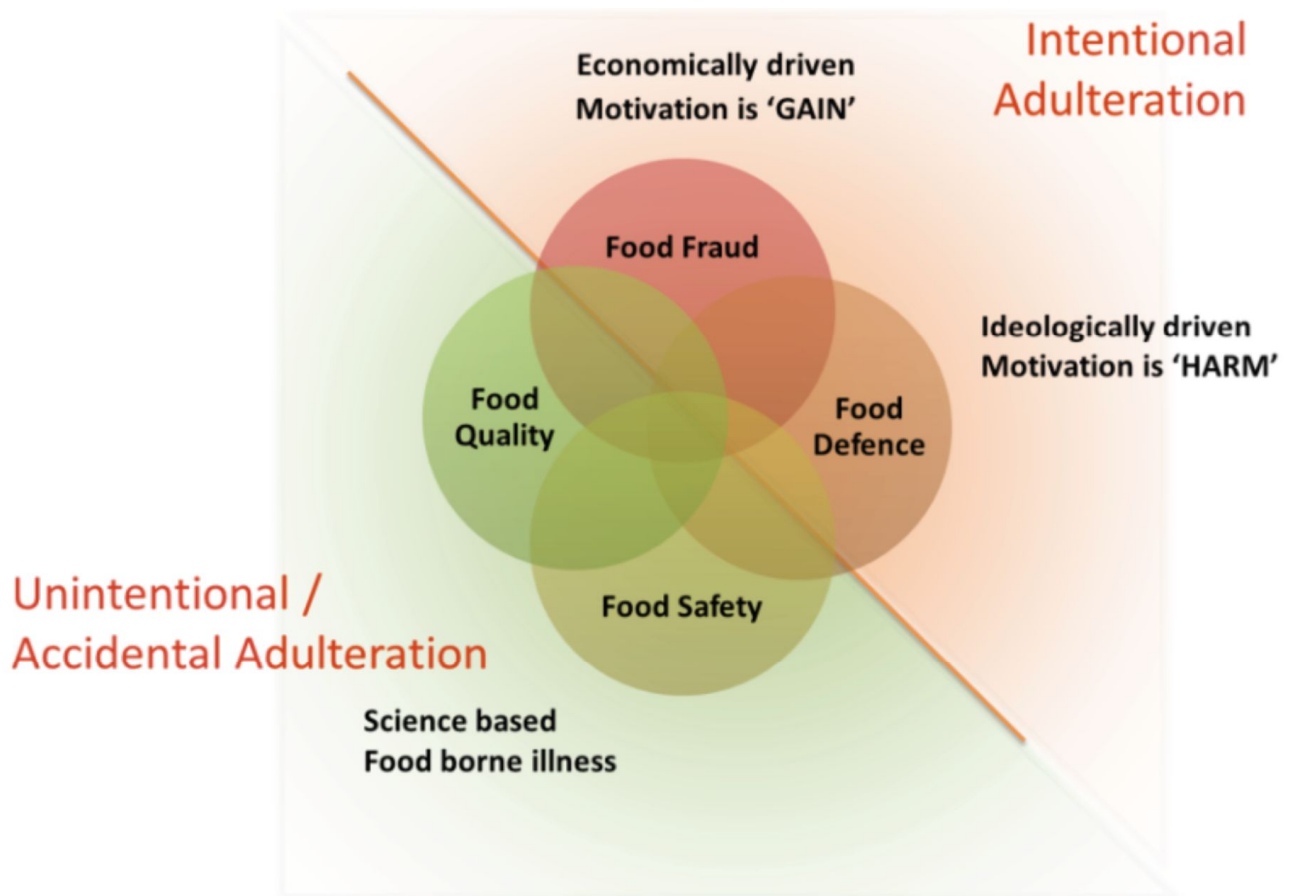 Intentional
Adulteration
Economically driven
Motivation is ‘GAIN’
Food Fraud
Ideologically driven
Motivation is ‘HARM’
Food
Quality
Food
Defence
Unintentional /
Accidental Adulteration
Food Safety
Science based
Food borne illness